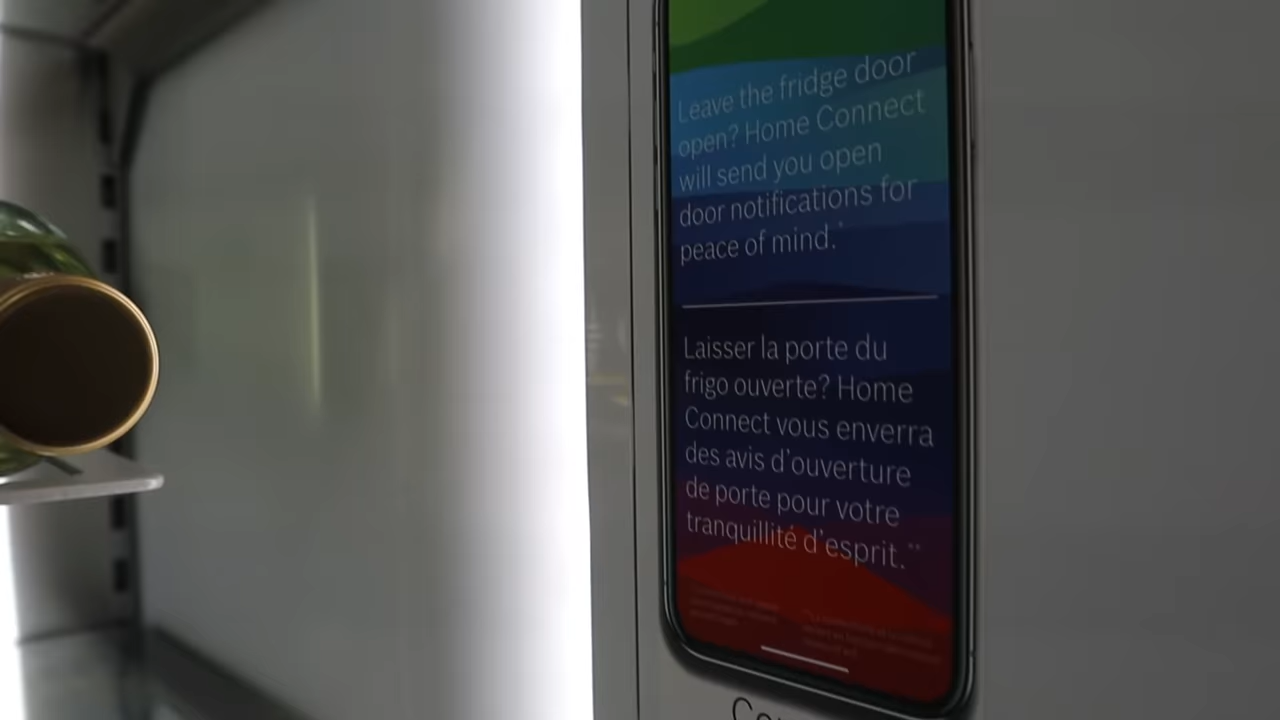 Leave the fridge door
open? Home Connect
will send you open
door notifications for
peace of mind.*
Laisser la porte du
frigo ouverte? Home
Connect vous enverra
des avis d'ouverture
de porte pour votre
tranquillité d'esprit.**